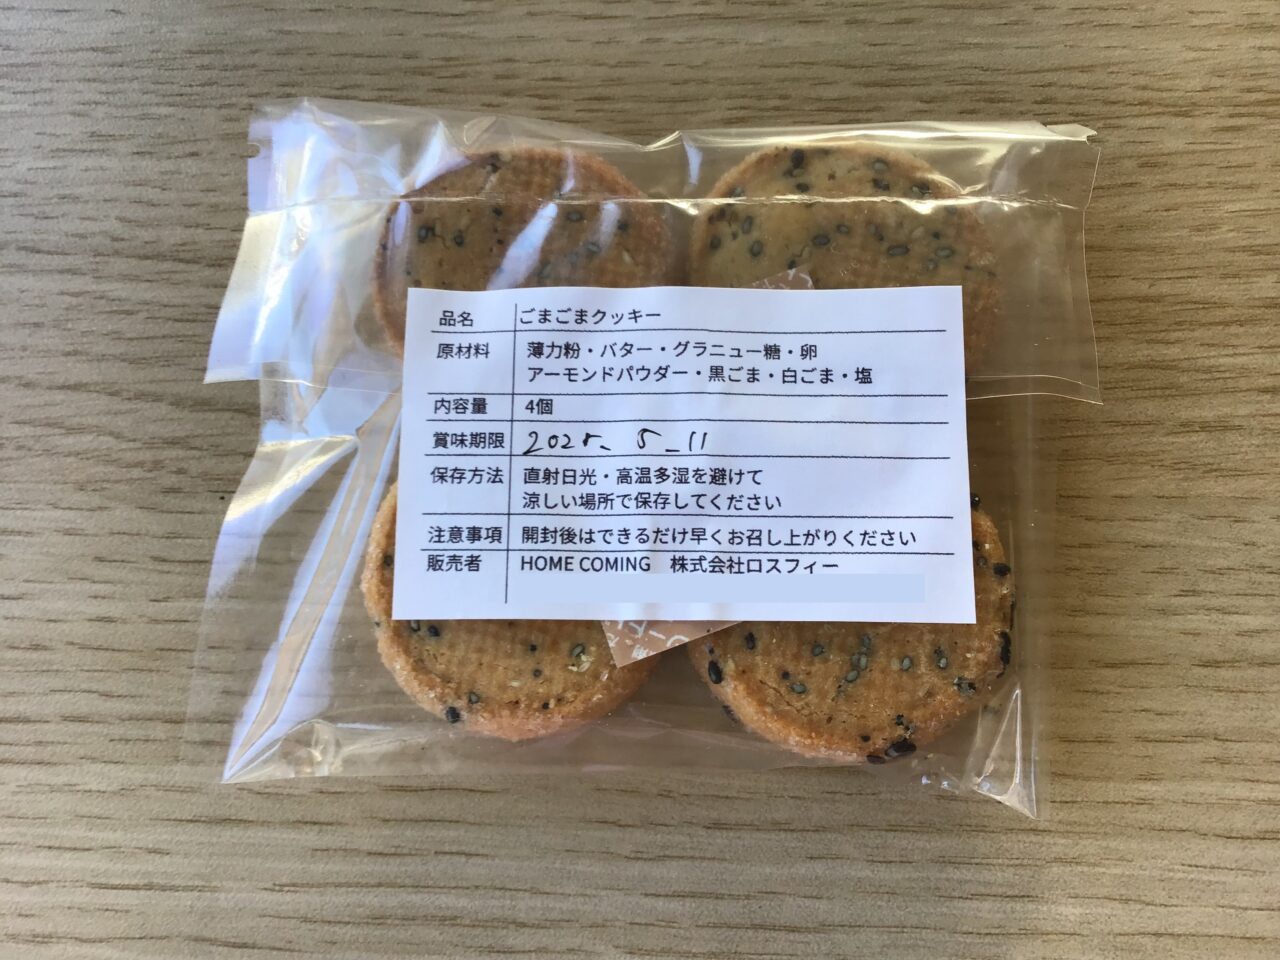 品名 ごまごまクッキー
原材料 薄力粉・バター・グラニュー糖・卵
アーモンドパウダー・黒ごま・白ごま・塩
内容量 4個
賞味期限 2025. 5_11
保存方法 直射日光・高温多湿を避けて
涼しい場所で保存してください
注意事項 開封後はできるだけ早くお召し上がりください
販売者 HOME COMING 株式会社ロスフィー